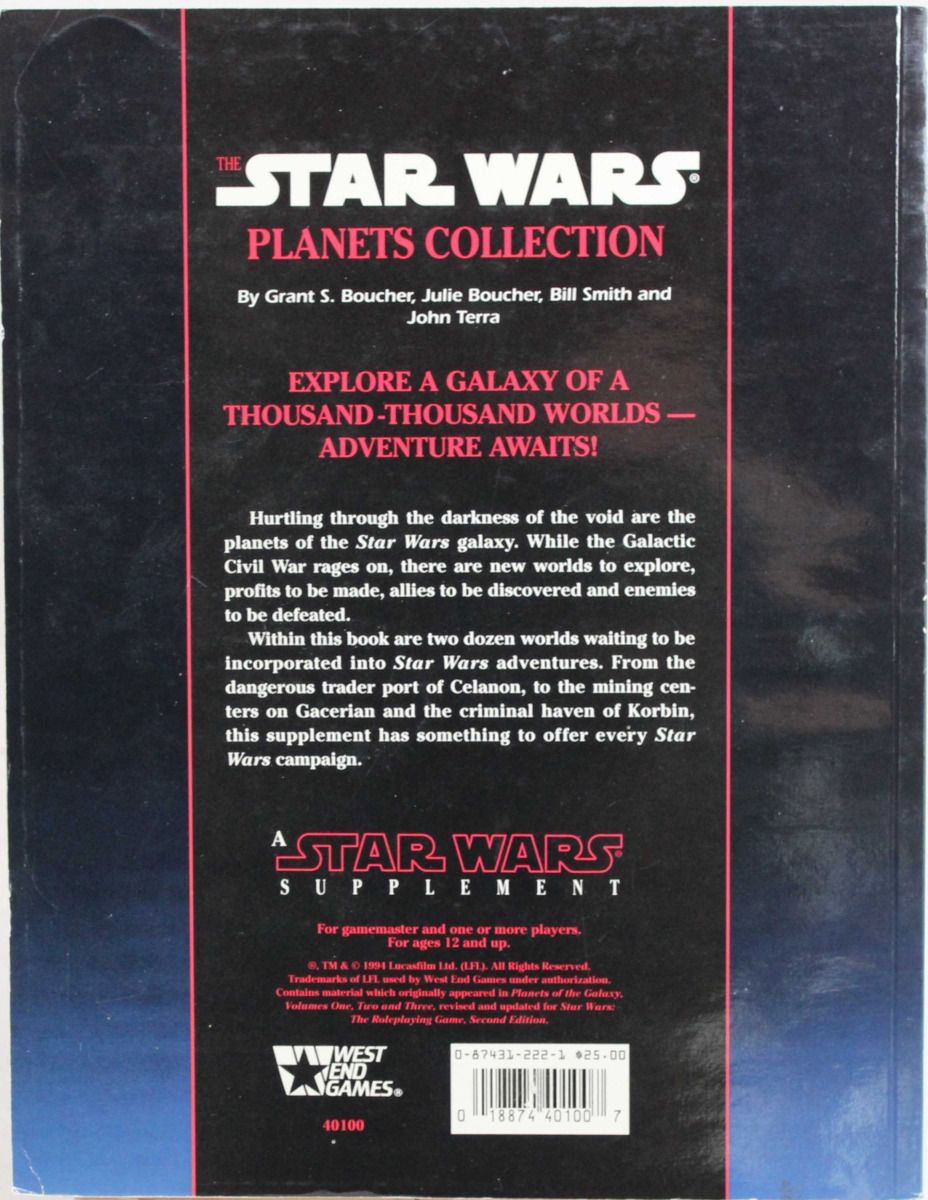 THE
STAR WARS®
PLANETS COLLECTION
By Grant S. Boucher, Julie Boucher, Bill Smith and
John Terra
EXPLORE A GALAXY OF A
THOUSAND-THOUSAND WORLDS —
ADVENTURE AWAITS!
Hurtling through the darkness of the void are the
planets of the Star Wars galaxy. While the Galactic
Civil War rages on, there are new worlds to explore,
profits to be made, allies to be discovered and enemies
to be defeated.
Within this book are two dozen worlds waiting to be
incorporated into Star Wars adventures. From the
dangerous trader port of Celanon, to the mining cen-
ters on Gacerian and the criminal haven of Korbin,
this supplement has something to offer every Star
Wars campaign.
A
STAR WARS®
SUPPLEMENT
For gamemaster and one or more players.
For ages 12 and up.
®, TM & © 1994 Lucasfilm Ltd. (LFL). All Rights Reserved.
Trademarks of LFL used by West End Games under authorization.
Contains material which originally appeared in Planets of the Galaxy,
Volumes One, Two and Three, revised and updated for Star Wars:
The Roleplaying Game, Second Edition.
WEST
END
GAMES®
40100
0-87431-222-1 $25.00
0 18874 40100 7